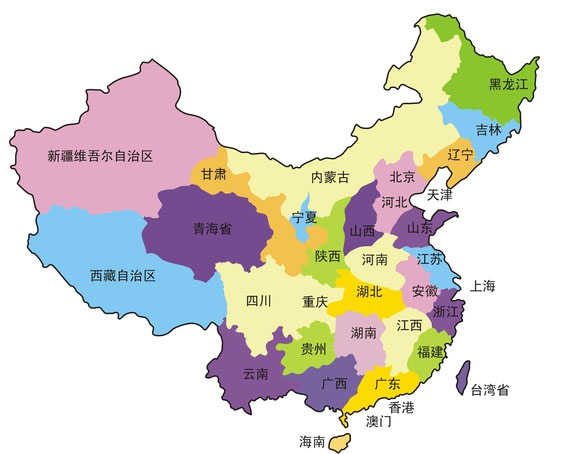 黑龙江
吉林
新疆维吾尔自治区
辽宁
甘肃
内蒙古
北京
天津
河北
宁夏
青海省
山西
山东
陕西
河南
江苏
西藏自治区
上海
安徽
湖北
四川
重庆
浙江
江西
湖南
贵州
福建
云南
广西
广东
台湾省
香港
澳门
海南